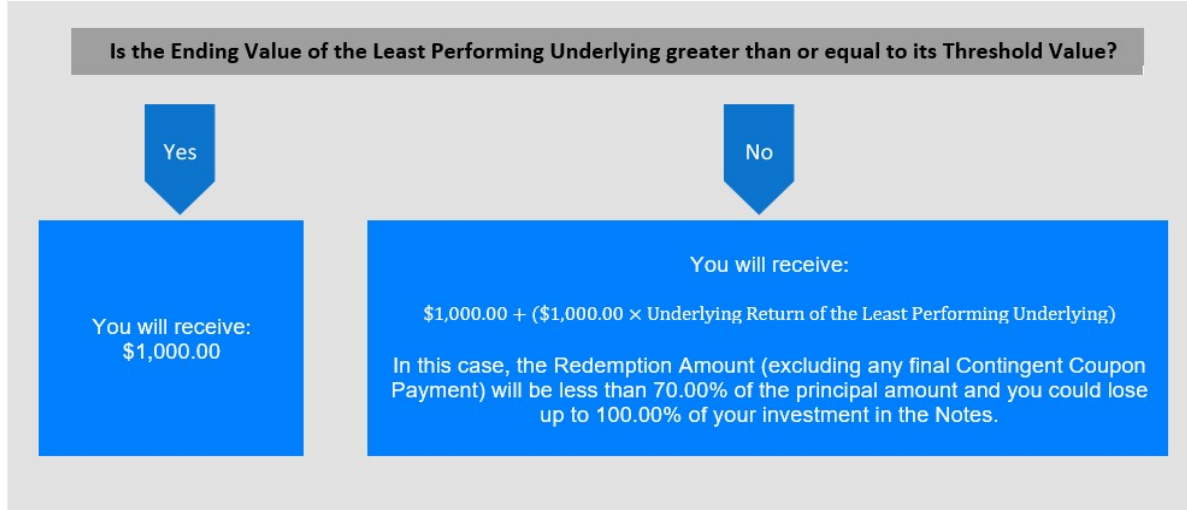 Is the Ending Value of the Least Performing Underlying greater than or equal to its Threshold Value?
Yes
No
You will receive:
$1,000.00
You will receive:
$1,000.00 + ($1,000.00 × Underlying Return of the Least Performing Underlying)
In this case, the Redemption Amount (excluding any final Contingent Coupon
Payment) will be less than 70.00% of the principal amount and you could lose
up to 100.00% of your investment in the Notes.